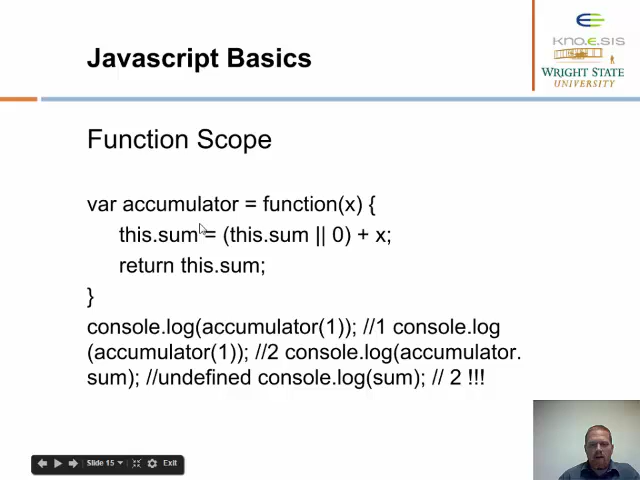 Javascript Basics
KNO.E.SIS
WRIGHT STATE
UNIVERSITY
Function Scope
var accumulator = function(x) {
this.sum = (this.sum || 0) + x;
return this.sum;
}
console.log(accumulator(1)); //1 console.log
(accumulator(1)); //2 console.log(accumulator.
sum); //undefined console.log(sum); // 2 !!!
Slide 15
Exit